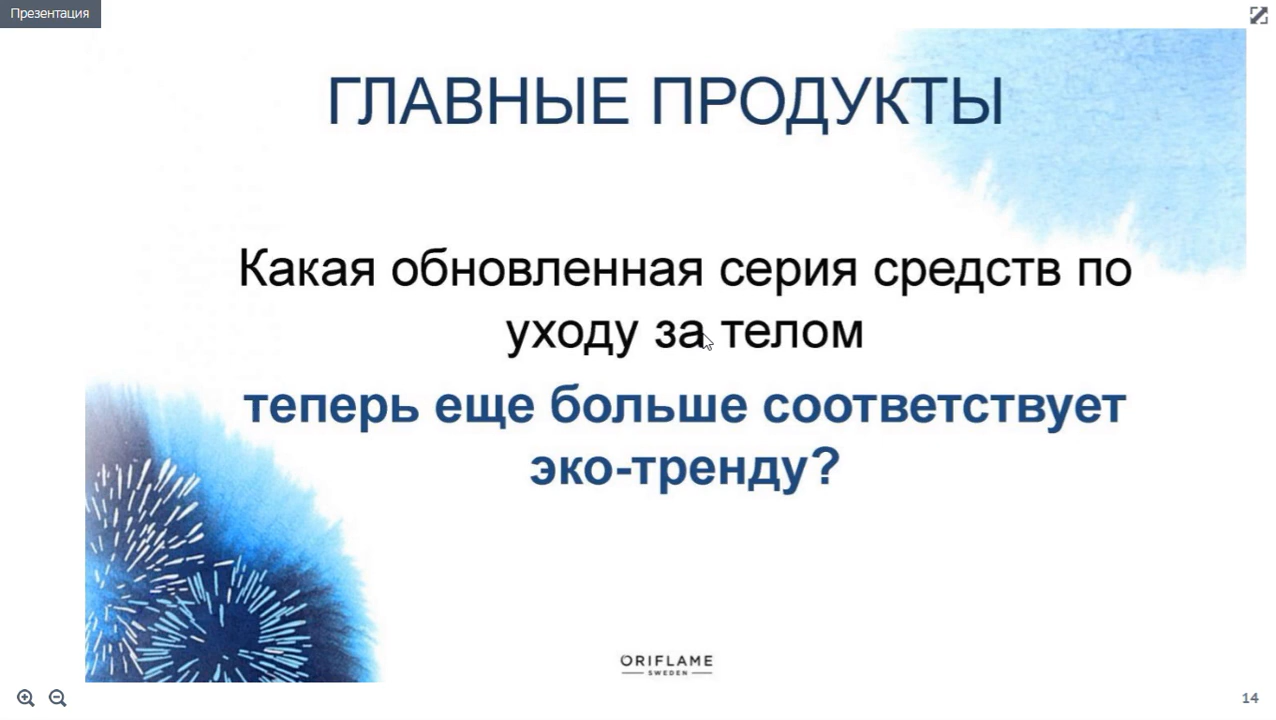 Презентация
ГЛАВНЫЕ ПРОДУКТЫ
Какая обновленная серия средств по
уходу за телом
теперь еще больше соответствует
эко-тренду?
ORIFLAME
SWEDEN
14